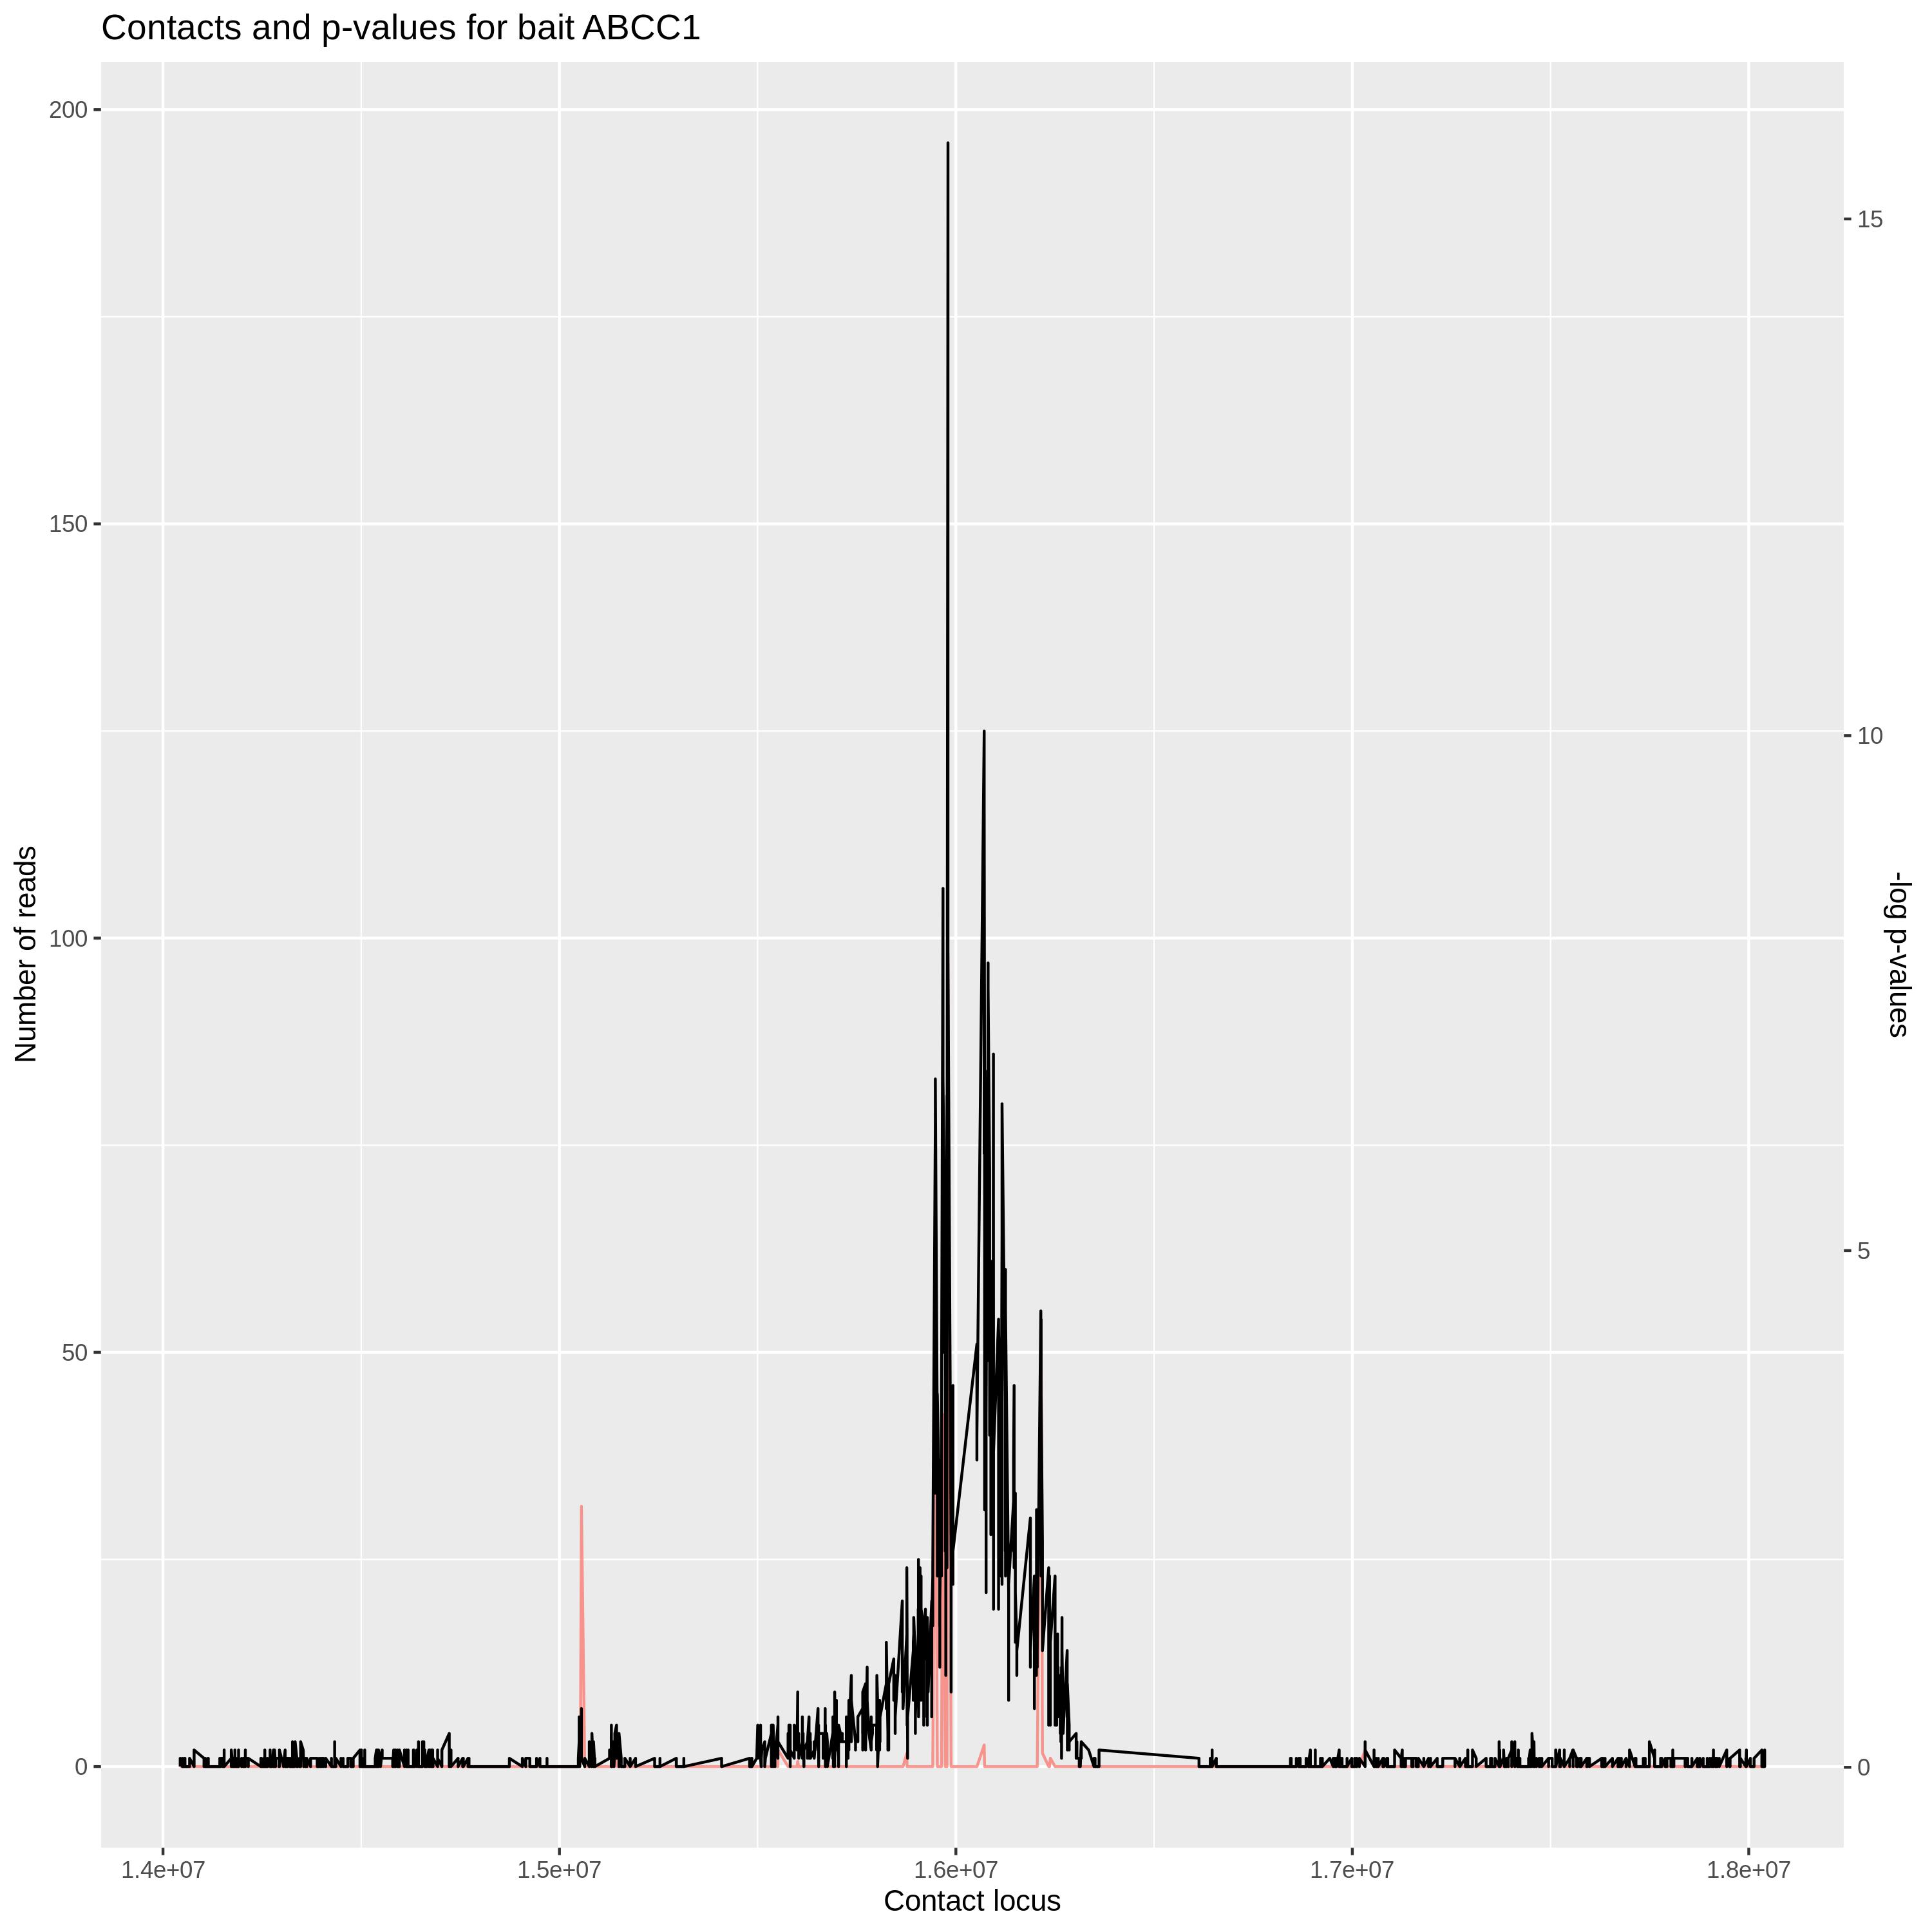 Contacts and p-values for bait ABCC1
200
150
100
50
0
Number of reads
15
10
5
0
-log p-values
1.4e+07 1.5e+07 1.6e+07 1.7e+07 1.8e+07
Contact locus